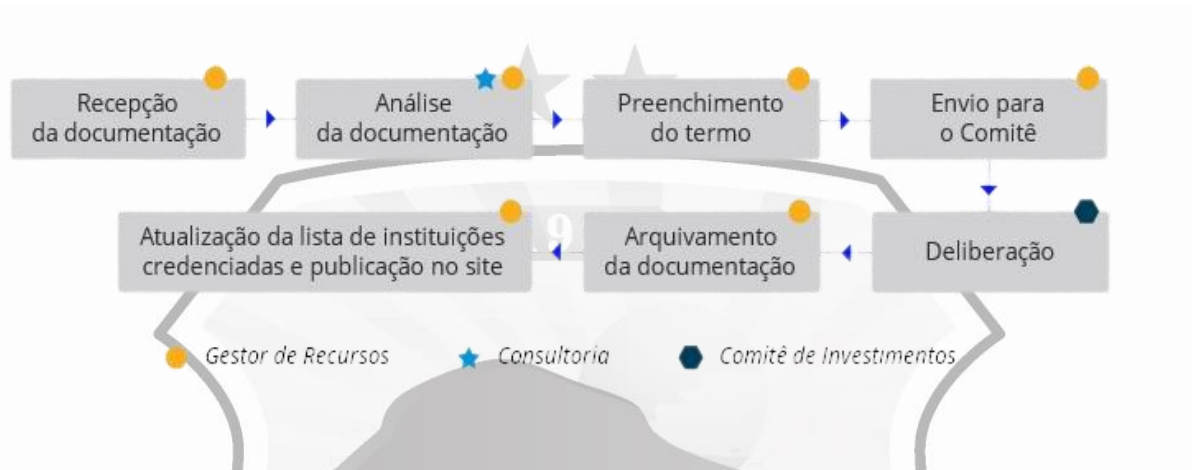 Recepção
da documentação
Análise
da documentação
Preenchimento
do termo
Envio para
o Comitê
Deliberação
Arquivamento
da documentação
Atualização da lista de instituições
credenciadas e publicação no site
9
Gestor de Recursos
Consultoria
Comitê de Investimentos